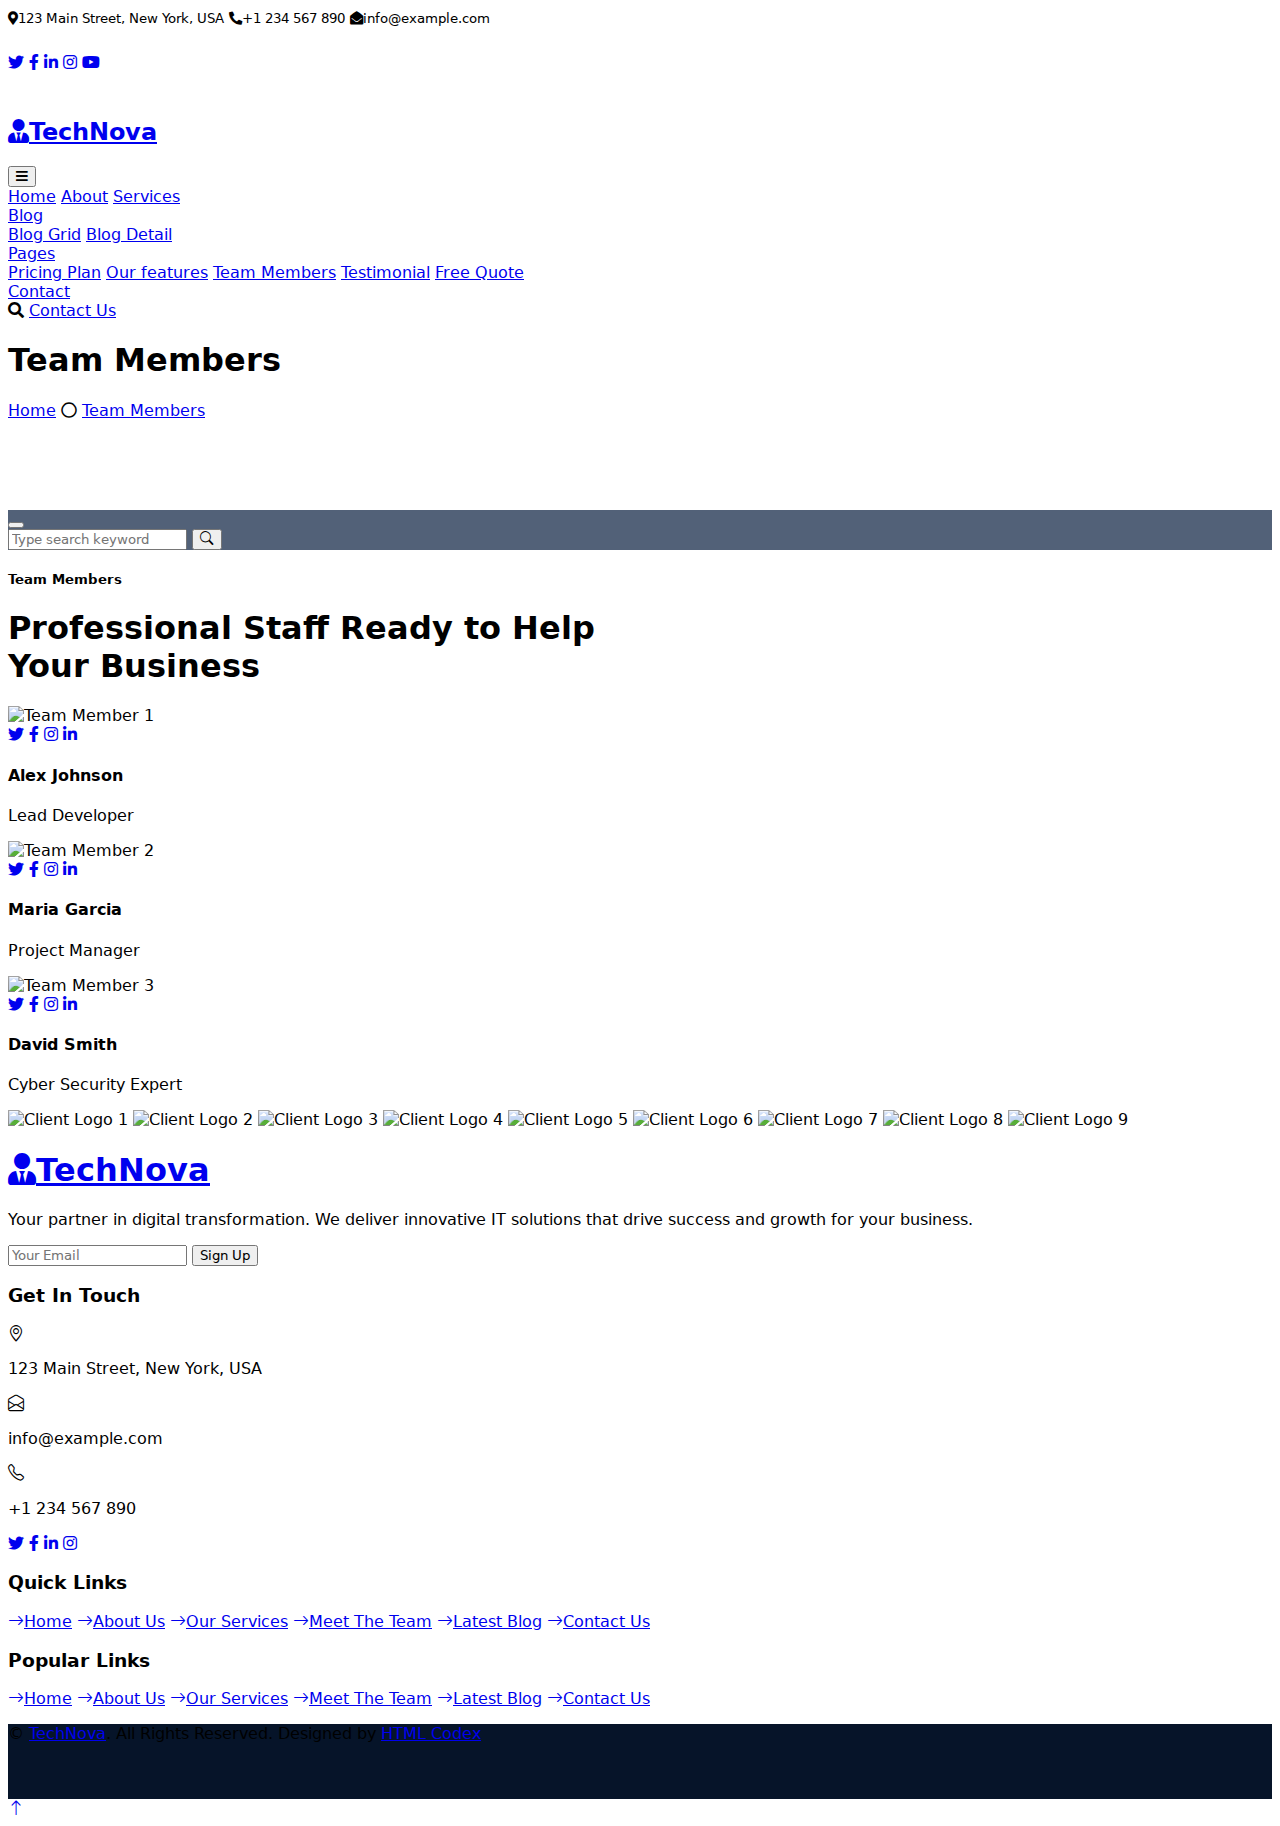 123 Main Street, New York, USA +1 234 567 890 info@example.com
TechNova
Home About Services
Blog
Blog Grid Blog Detail
Pages
Pricing Plan Our features Team Members Testimonial Free Quote
Contact
Contact Us
Team Members
Home Team Members
Type search keyword
Team Members
Professional Staff Ready to Help
Your Business
Team Member 1
Alex Johnson
Lead Developer
Team Member 2
Maria Garcia
Project Manager
Team Member 3
David Smith
Cyber Security Expert
Client Logo 1 Client Logo 2 Client Logo 3 Client Logo 4 Client Logo 5 Client Logo 6 Client Logo 7 Client Logo 8 Client Logo 9
TechNova
Your partner in digital transformation. We deliver innovative IT solutions that drive success and growth for your business.
Your Email Sign Up
Get In Touch
123 Main Street, New York, USA
info@example.com
+1 234 567 890
Quick Links
Home About Us Our Services Meet The Team Latest Blog Contact Us
Popular Links
Home About Us Our Services Meet The Team Latest Blog Contact Us
© TechNova. All Rights Reserved. Designed by HTML Codex